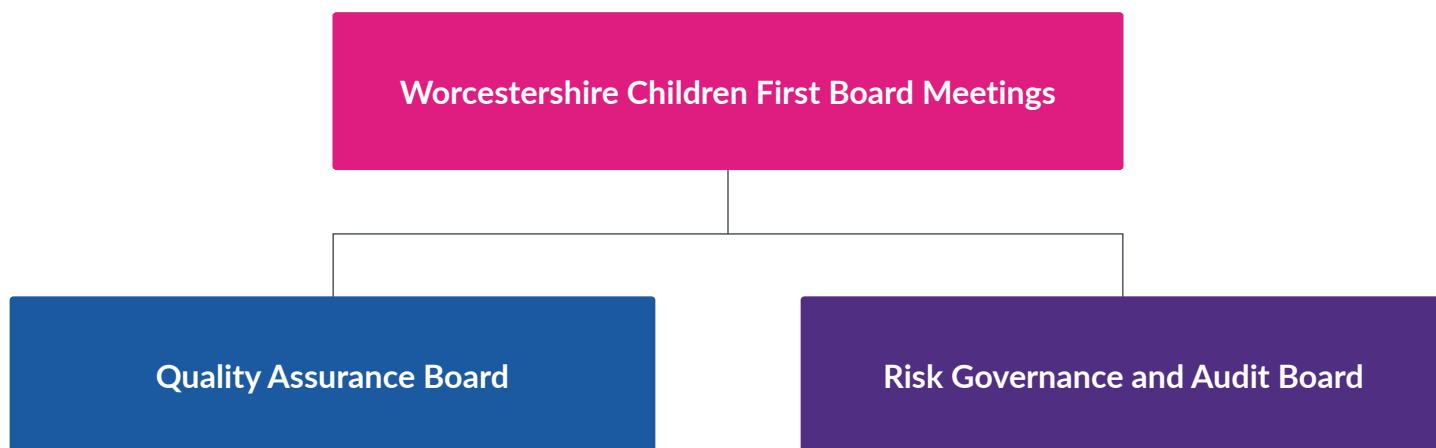 Worcestershire Children First Board Meetings
Quality Assurance Board
Risk Governance and Audit Board